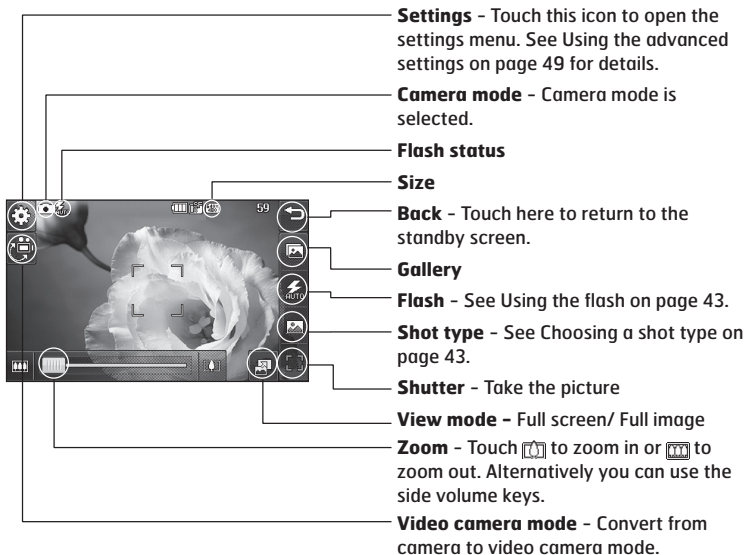 Settings – Touch this icon to open the
settings menu. See Using the advanced
settings on page 49 for details.
Camera mode – Camera mode is
selected.
Flash status
Size
Back – Touch here to return to the
standby screen.
Gallery
Flash – See Using the flash on page 43.
Shot type – See Choosing a shot type on
page 43.
Shutter – Take the picture
View mode – Full screen/ Full image
Zoom – Touch to zoom in or to
zoom out. Alternatively you can use the
side volume keys.
Video camera mode – Convert from
camera to video camera mode.
59
AUTO